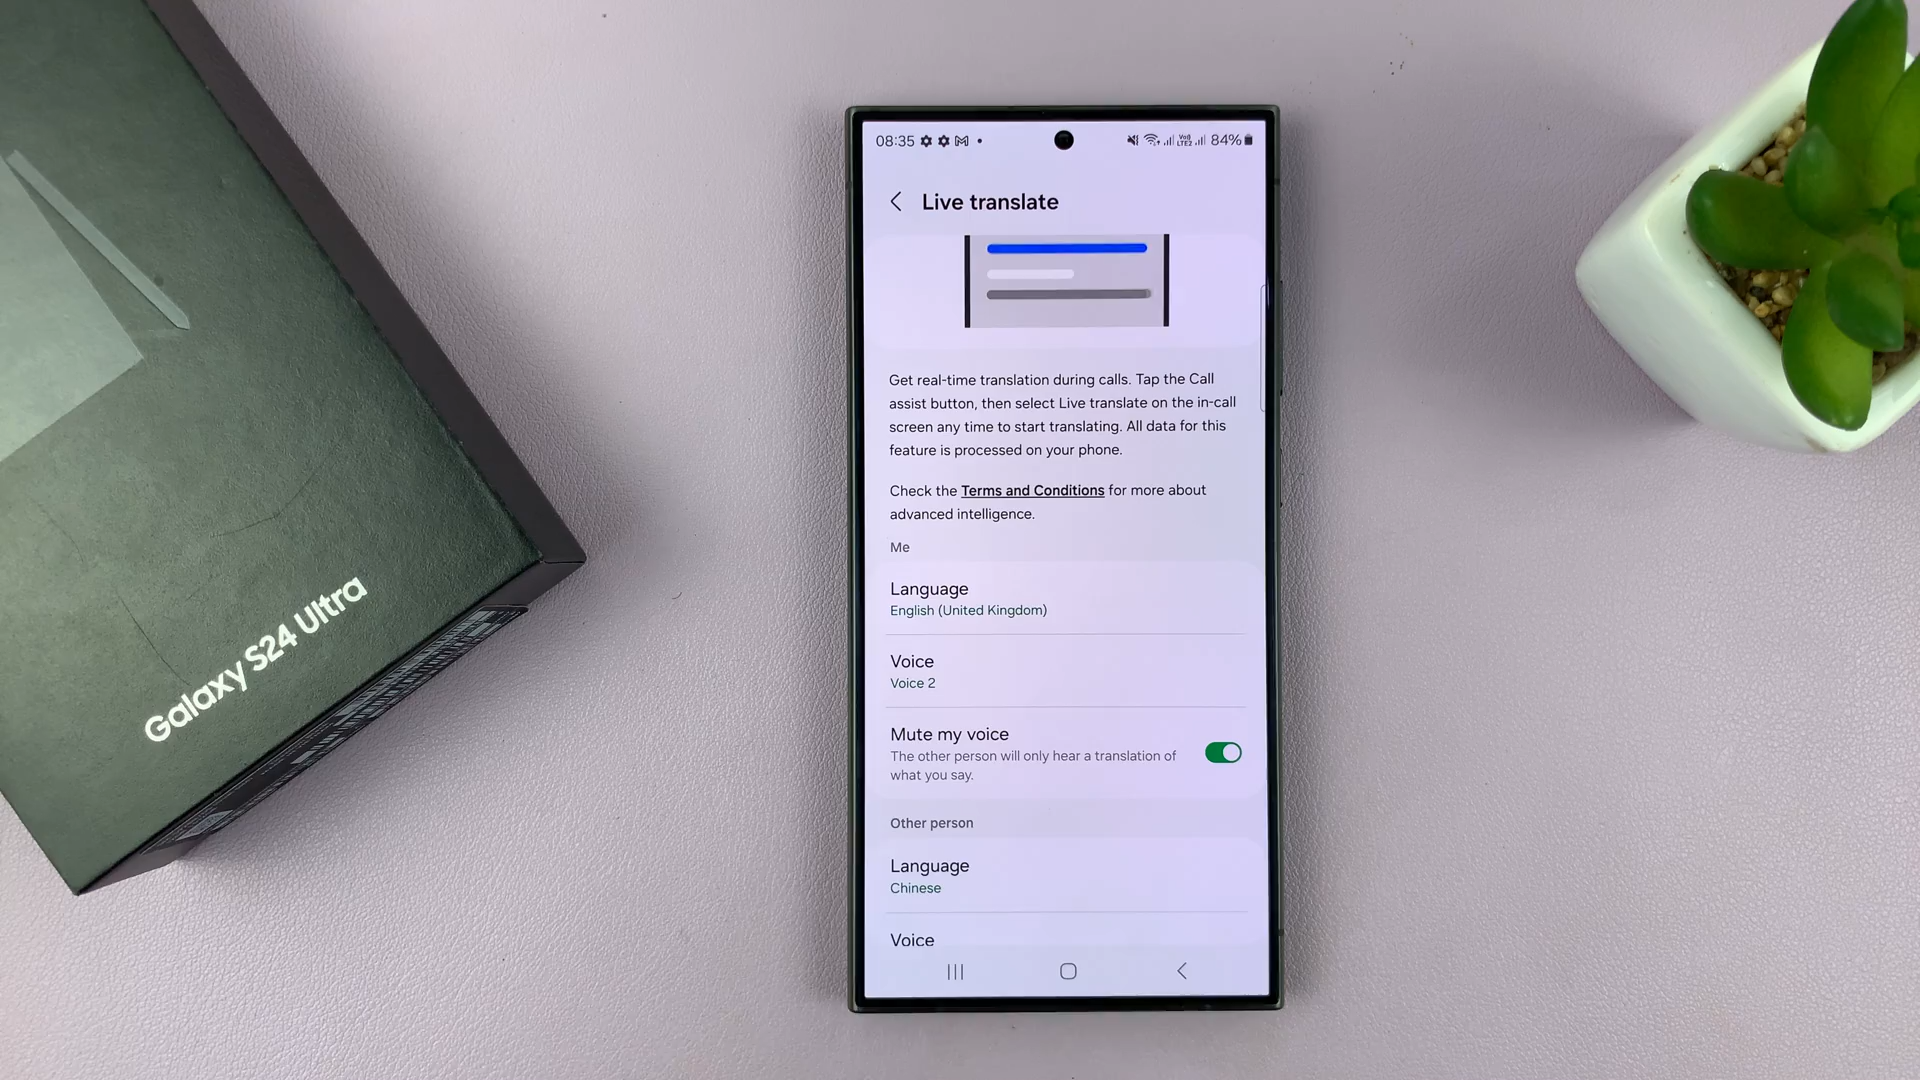 Galaxy S24 Ultra
08:35
84%
Live translate
Get real-time translation during calls. Tap the Call
assist button, then select Live translate on the in-call
screen any time to start translating. All data for this
feature is processed on your phone.
Check the Terms and Conditions for more about
advanced intelligence.
Me
Language
English (United Kingdom)
Voice
Voice 2
Mute my voice
The other person will only hear a translation of
what you say.
Other person
Language
Chinese
Voice